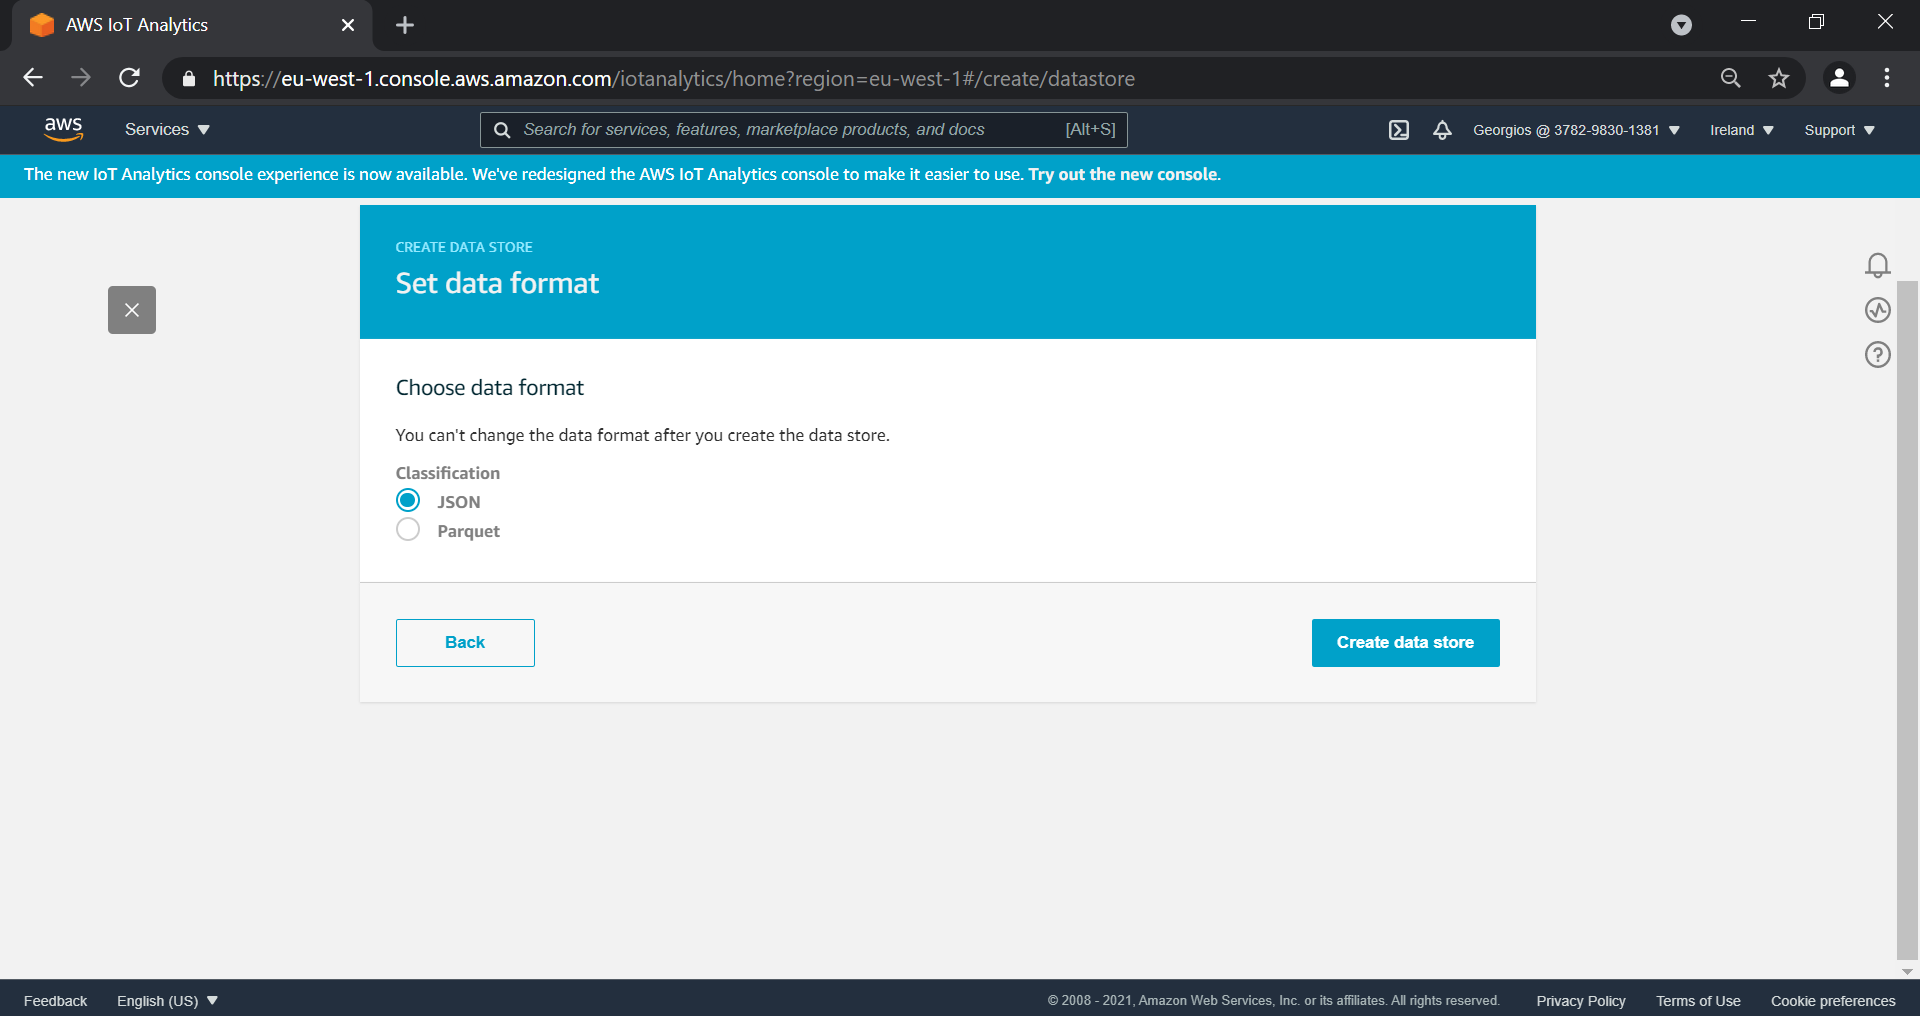 AWS IoT Analytics
https://eu-west-1.console.aws.amazon.com/iotanalytics/home?region=eu-west-1#/create/datastore
aws
Services
Search for services, features, marketplace products, and docs
[Alt+S]
Georgios @ 3782-9830-1381
Ireland
Support
The new IoT Analytics console experience is now available. We've redesigned the AWS IoT Analytics console to make it easier to use. Try out the new console.
CREATE DATA STORE
Set data format
Choose data format
You can't change the data format after you create the data store.
Classification
JSON
Parquet
Back
Create data store
Feedback
English (US)
© 2008 - 2021, Amazon Web Services, Inc. or its affiliates. All rights reserved.
Privacy Policy
Terms of Use
Cookie preferences